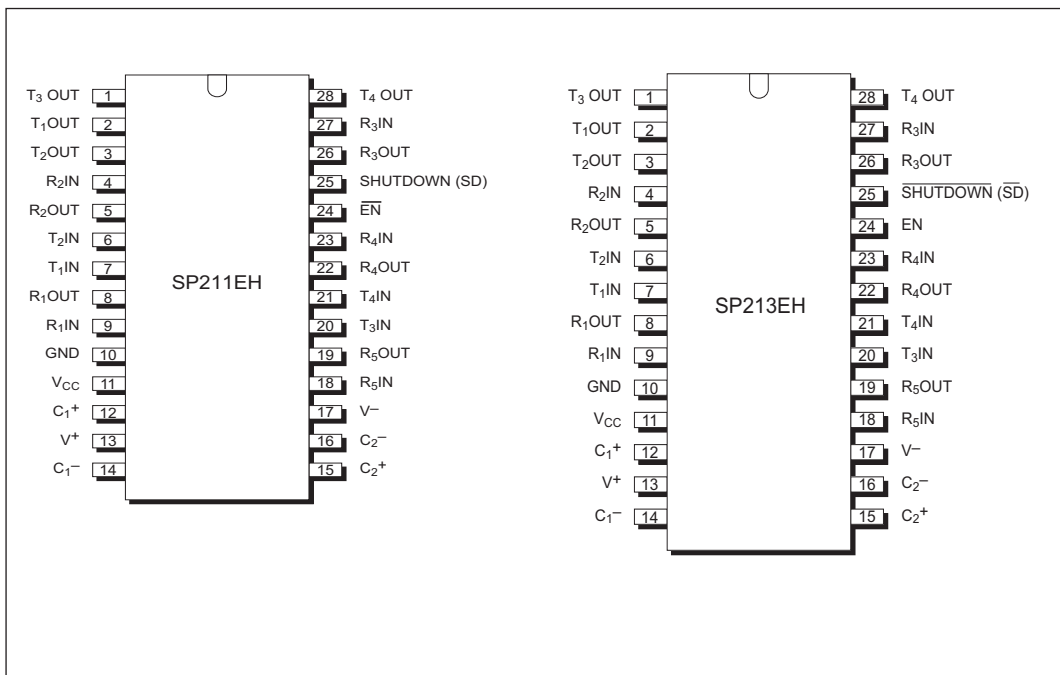 T₃ OUT 1 28 T₄ OUT
T₁OUT 2 27 R₃IN
T₂OUT 3 26 R₃OUT
R₂IN 4 25 SHUTDOWN (SD)
R₂OUT 5 24 E̅N̅
T₂IN 6 23 R₄IN
T₁IN 7 22 R₄OUT
SP211EH
R₁OUT 8 21 T₄IN
R₁IN 9 20 T₃IN
GND 10 19 R₅OUT
V_CC 11 18 R₅IN
C₁⁺ 12 17 V⁻
V⁺ 13 16 C₂⁻
C₁⁻ 14 15 C₂⁺
T₃ OUT 1 28 T₄ OUT
T₁OUT 2 27 R₃IN
T₂OUT 3 26 R₃OUT
R₂IN 4 25 S̅H̅U̅T̅D̅O̅W̅N̅ (S̅D̅)
R₂OUT 5 24 EN
T₂IN 6 23 R₄IN
T₁IN 7 22 R₄OUT
SP213EH
R₁OUT 8 21 T₄IN
R₁IN 9 20 T₃IN
GND 10 19 R₅OUT
V_CC 11 18 R₅IN
C₁⁺ 12 17 V⁻
V⁺ 13 16 C₂⁻
C₁⁻ 14 15 C₂⁺